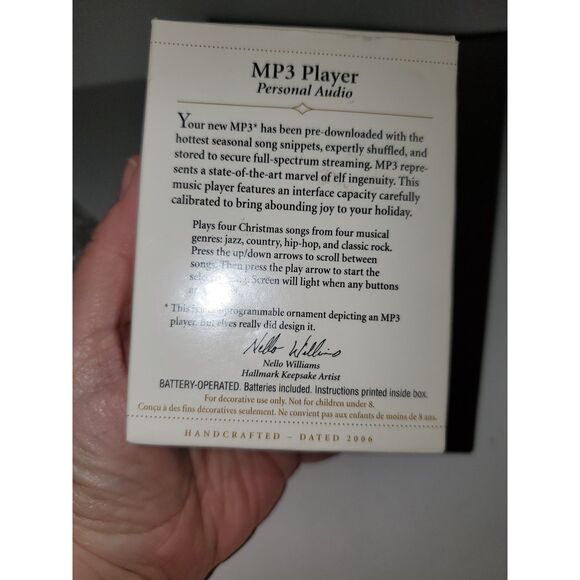 MP3 Player
Personal Audio
Your new MP3* has been pre-downloaded with the
hottest seasonal song snippets, expertly shuffled, and
stored to secure full-spectrum streaming. MP3 repre-
sents a state-of-the-art marvel of elf ingenuity. This
music player features an interface capacity carefully
calibrated to bring abounding joy to your holiday.
Plays four Christmas songs from four musical
genres: jazz, country, hip-hop, and classic rock.
Press the up/down arrows to scroll between
songs. Then press the play arrow to start the
Screen will light when any buttons
* This is programmable ornament depicting an MP3
player. But elves really did design it.
Nello Williams
Nello Williams
Hallmark Keepsake Artist
BATTERY-OPERATED. Batteries included. Instructions printed inside box.
For decorative use only. Not for children under 8.
Conçu à des fins décoratives seulement. Ne convient pas aux enfants de moins de 8 ans.
HANDCRAFTED – DATED 2006